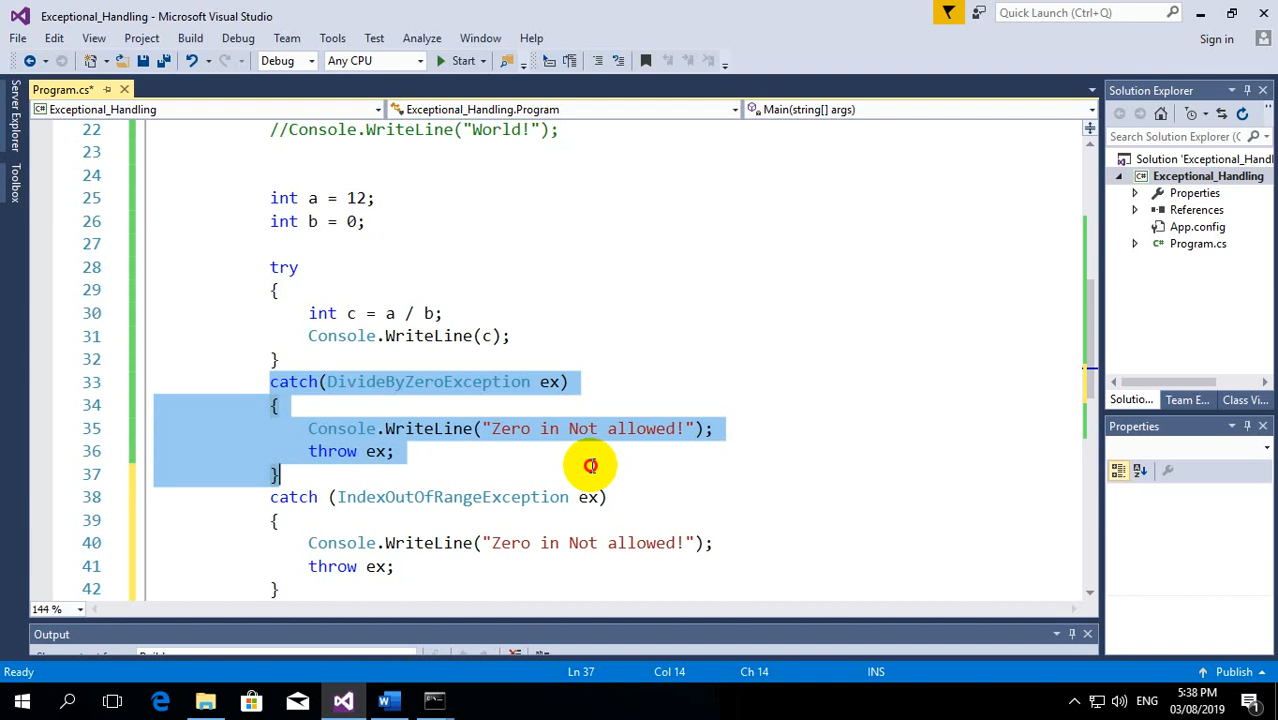 Exceptional_Handling - Microsoft Visual Studio
Quick Launch (Ctrl+Q)
File Edit View Project Build Debug Team Tools Test Analyze Window Help
Sign in
Debug Any CPU Start
Server Explorer
Toolbox
Program.cs*
Exceptional_Handling Exceptional_Handling.Program Main(string[] args)
22 //Console.WriteLine("World!");
23
24
25 int a = 12;
26 int b = 0;
27
28 try
29 {
30 int c = a / b;
31 Console.WriteLine(c);
32 }
33 catch(DivideByZeroException ex)
34 {
35 Console.WriteLine("Zero in Not allowed!");
36 throw ex;
37 }
38 catch (IndexOutOfRangeException ex)
39 {
40 Console.WriteLine("Zero in Not allowed!");
41 throw ex;
42 }
144 %
Output
Solution Explorer
Search Solution Explorer (Ctrl+
Solution 'Exceptional_Handl
Exceptional_Handling
Properties
References
App.config
Program.cs
Solutio... Team E... Class Vi...
Properties
Ready Ln 37 Col 14 Ch 14 INS Publish
ENG
5:38 PM
03/08/2019
1